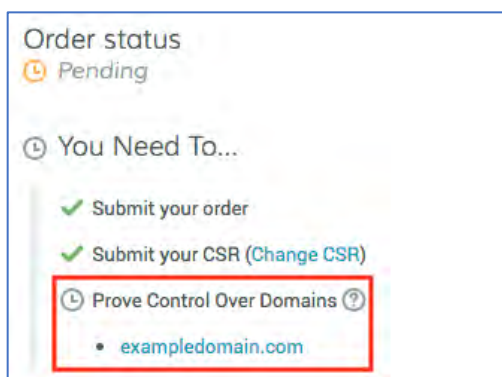 Order status
Pending
You Need To...
Submit your order
Submit your CSR (Change CSR)
Prove Control Over Domains ?
• exampledomain.com